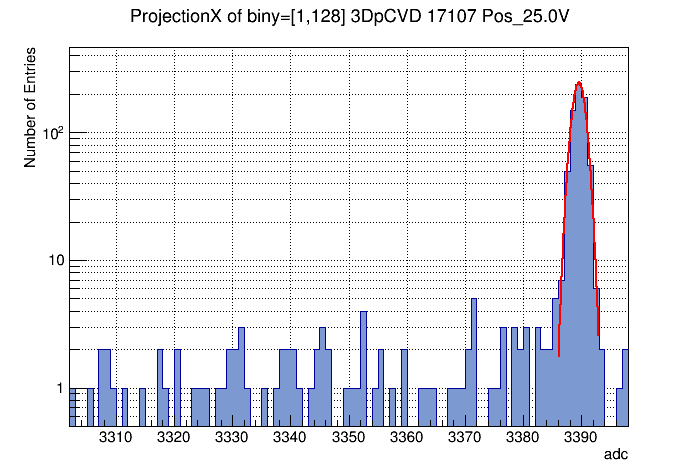 ProjectionX of biny=[1,128] 3DpCVD 17107 Pos_25.0V
Number of Entries
10²
10
1
3310 3320 3330 3340 3350 3360 3370 3380 3390
adc